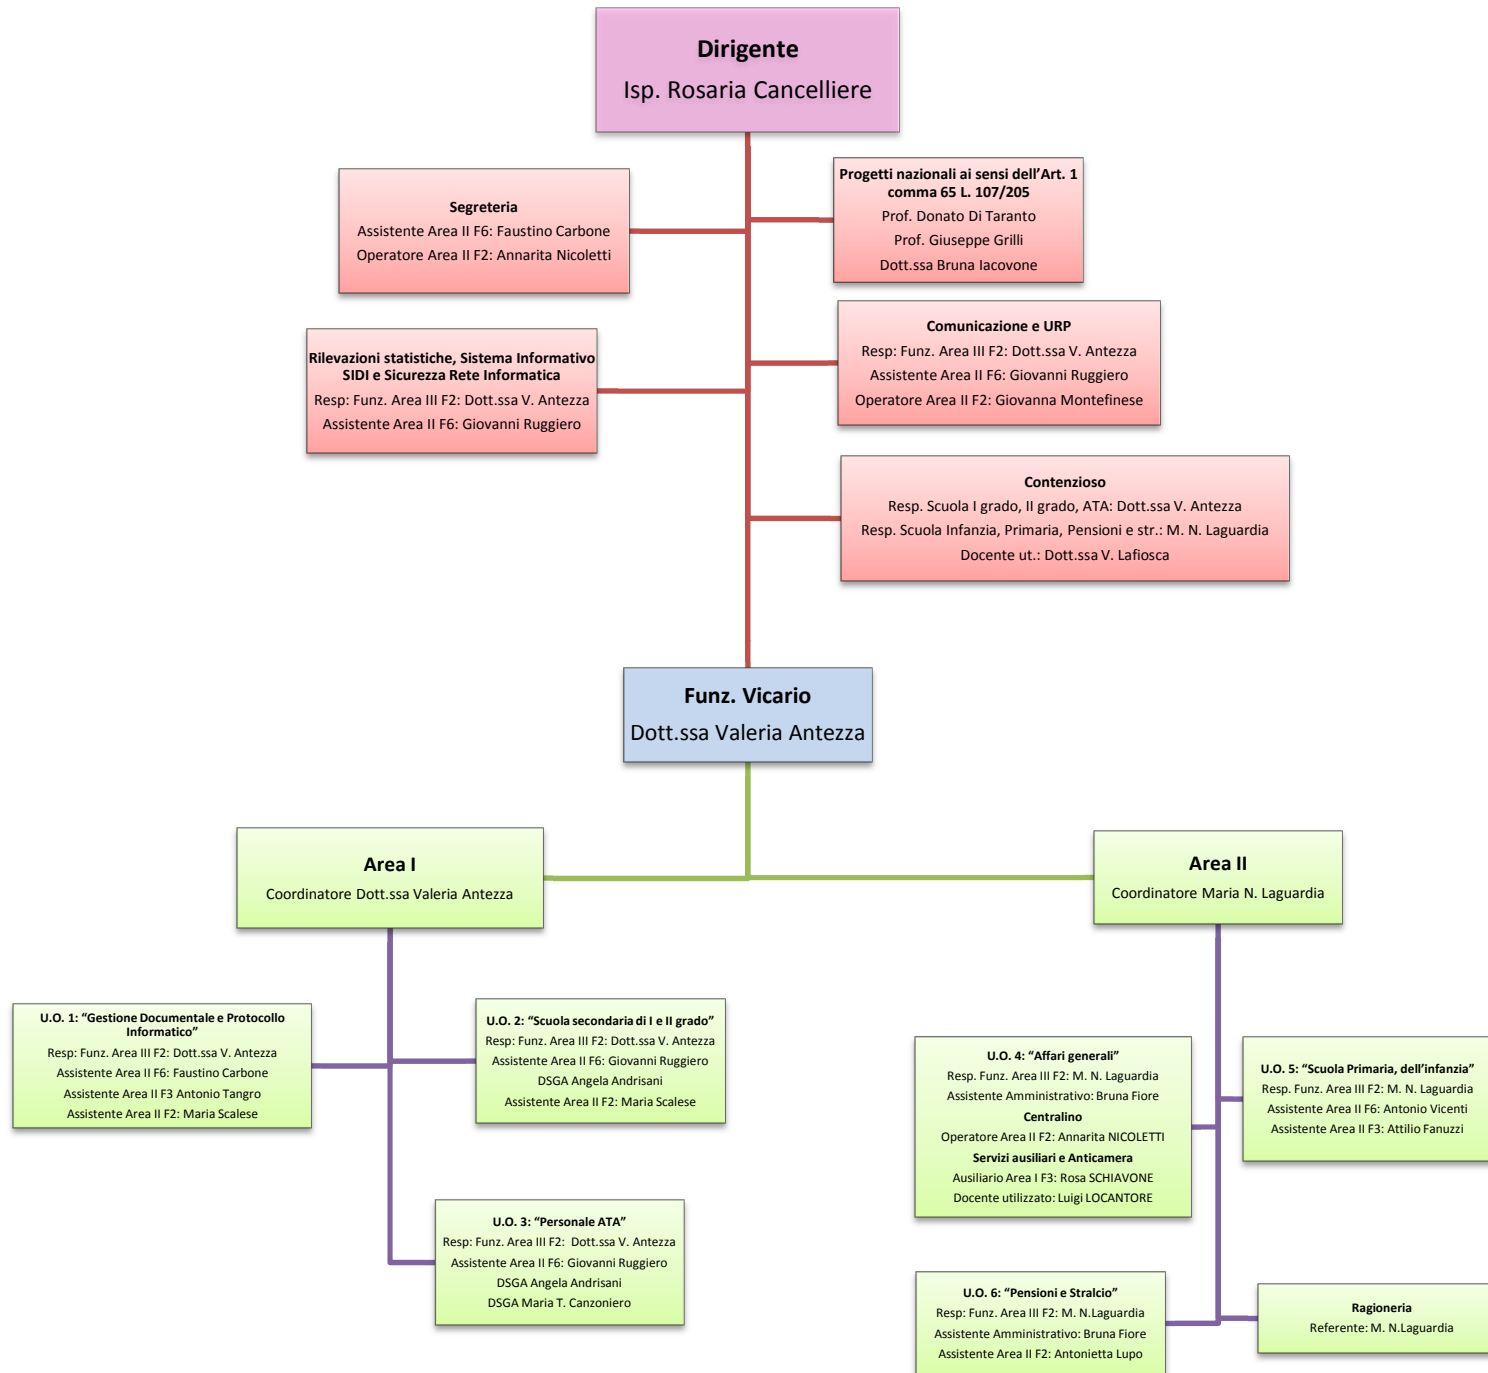 Dirigente
Isp. Rosaria Cancelliere
Segreteria
Assistente Area II F6: Faustino Carbone
Operatore Area II F2: Annarita Nicoletti
Progetti nazionali ai sensi dell’Art. 1
comma 65 L. 107/205
Prof. Donato Di Taranto
Prof. Giuseppe Grilli
Dott.ssa Bruna Iacovone
Rilevazioni statistiche, Sistema Informativo
SIDI e Sicurezza Rete Informatica
Resp: Funz. Area III F2: Dott.ssa V. Antezza
Assistente Area II F6: Giovanni Ruggiero
Comunicazione e URP
Resp: Funz. Area III F2: Dott.ssa V. Antezza
Assistente Area II F6: Giovanni Ruggiero
Operatore Area II F2: Giovanna Montefinese
Contenzioso
Resp. Scuola I grado, II grado, ATA: Dott.ssa V. Antezza
Resp. Scuola Infanzia, Primaria, Pensioni e str.: M. N. Laguardia
Docente ut.: Dott.ssa V. Lafiosca
Funz. Vicario
Dott.ssa Valeria Antezza
Area I
Coordinatore Dott.ssa Valeria Antezza
Area II
Coordinatore Maria N. Laguardia
U.O. 1: “Gestione Documentale e Protocollo
Informatico”
Resp: Funz. Area III F2: Dott.ssa V. Antezza
Assistente Area II F6: Faustino Carbone
Assistente Area II F3 Antonio Tangro
Assistente Area II F2: Maria Scalese
U.O. 2: “Scuola secondaria di I e II grado”
Resp: Funz. Area III F2: Dott.ssa V. Antezza
Assistente Area II F6: Giovanni Ruggiero
DSGA Angela Andrisani
Assistente Area II F2: Maria Scalese
U.O. 3: “Personale ATA”
Resp: Funz. Area III F2: Dott.ssa V. Antezza
Assistente Area II F6: Giovanni Ruggiero
DSGA Angela Andrisani
DSGA Maria T. Canzoniero
U.O. 4: “Affari generali”
Resp. Funz. Area III F2: M. N. Laguardia
Assistente Amministrativo: Bruna Fiore
Centralino
Operatore Area II F2: Annarita NICOLETTI
Servizi ausiliari e Anticamera
Ausiliario Area I F3: Rosa SCHIAVONE
Docente utilizzato: Luigi LOCANTORE
U.O. 5: “Scuola Primaria, dell’infanzia”
Resp. Funz. Area III F2: M. N. Laguardia
Assistente Area II F6: Antonio Vicenti
Assistente Area II F3: Attilio Fanuzzi
U.O. 6: “Pensioni e Stralcio”
Resp: Funz. Area III F2: M. N.Laguardia
Assistente Amministrativo: Bruna Fiore
Assistente Area II F2: Antonietta Lupo
Ragioneria
Referente: M. N.Laguardia